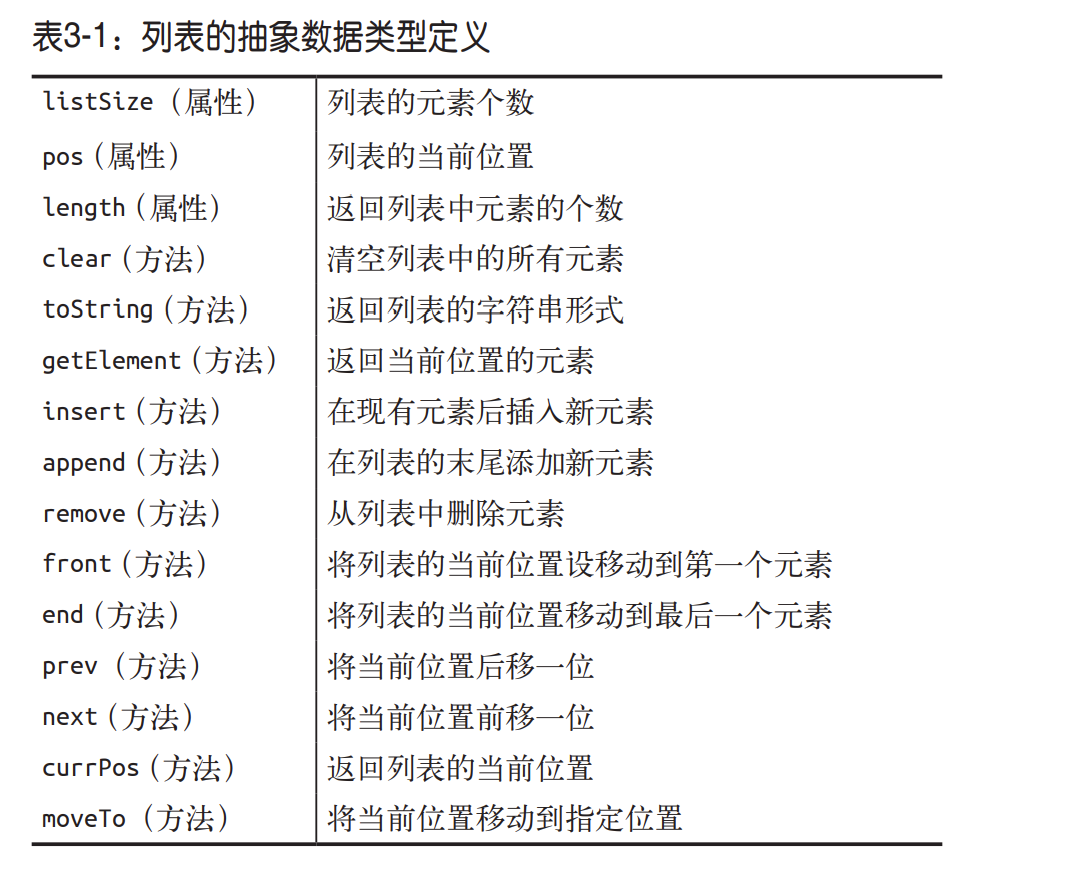 表3-1：列表的抽象数据类型定义
listSize（属性） 列表的元素个数
pos（属性） 列表的当前位置
length（属性） 返回列表中元素的个数
clear（方法） 清空列表中的所有元素
toString（方法） 返回列表的字符串形式
getElement（方法） 返回当前位置的元素
insert（方法） 在现有元素后插入新元素
append（方法） 在列表的末尾添加新元素
remove（方法） 从列表中删除元素
front（方法） 将列表的当前位置设移动到第一个元素
end（方法） 将列表的当前位置移动到最后一个元素
prev（方法） 将当前位置后移一位
next（方法） 将当前位置前移一位
currPos（方法） 返回列表的当前位置
moveTo（方法） 将当前位置移动到指定位置